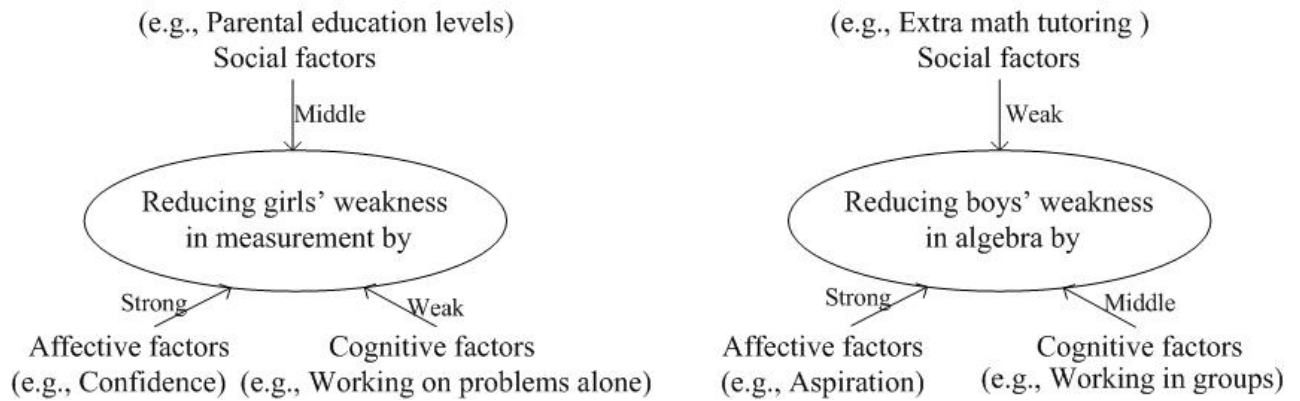 (e.g., Parental education levels)
Social factors
Middle
Reducing girls’ weakness
in measurement by
Strong
Weak
Affective factors
(e.g., Confidence)
Cognitive factors
(e.g., Working on problems alone)
(e.g., Extra math tutoring )
Social factors
Weak
Reducing boys’ weakness
in algebra by
Strong
Middle
Affective factors
(e.g., Aspiration)
Cognitive factors
(e.g., Working in groups)